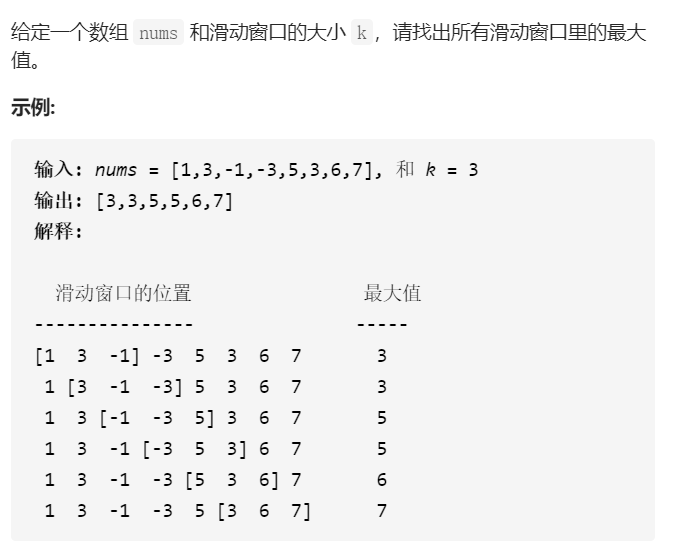 给定一个数组 nums 和滑动窗口的大小 k，请找出所有滑动窗口里的最大
值。
示例:
输入: nums = [1,3,-1,-3,5,3,6,7], 和 k = 3
输出: [3,3,5,5,6,7]
解释:
滑动窗口的位置 最大值
--------------- -----
[1 3 -1] -3 5 3 6 7 3
1 [3 -1 -3] 5 3 6 7 3
1 3 [-1 -3 5] 3 6 7 5
1 3 -1 [-3 5 3] 6 7 5
1 3 -1 -3 [5 3 6] 7 6
1 3 -1 -3 5 [3 6 7] 7